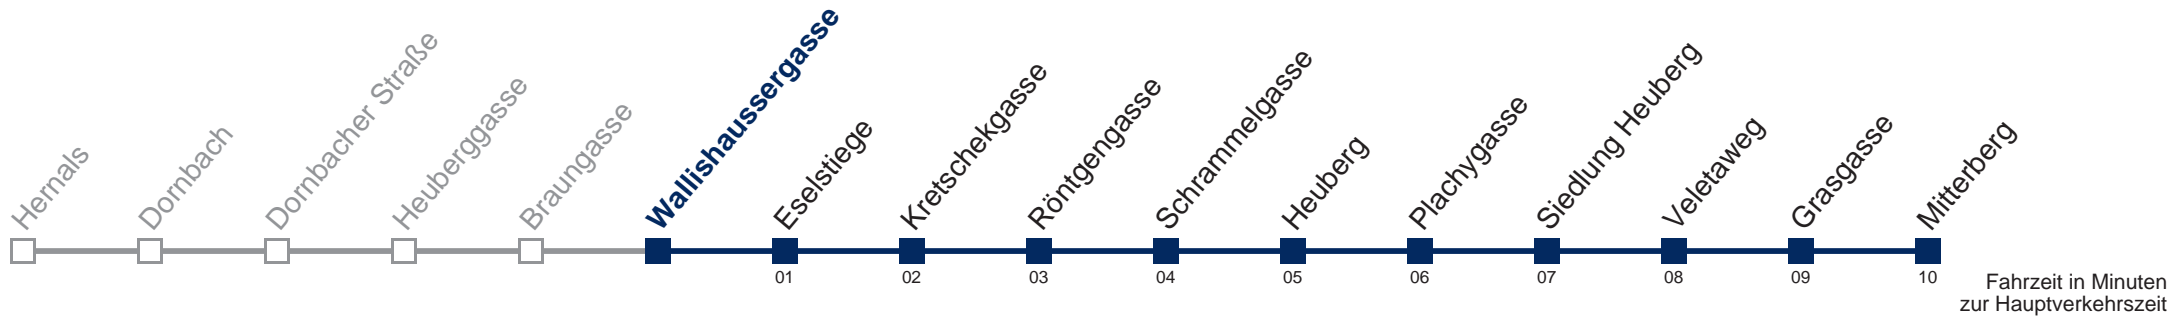 Hernals
Dornbach
Dornbacher Straße
Heuberggasse
Braungasse
Wallishaussergasse
Eselstiege
Kretschekgasse
Röntgengasse
Schrammelgasse
Heuberg
Plachygasse
Siedlung Heuberg
Veletaweg
Grasgasse
Mitterberg
01 02 03 04 05 06 07 08 09 10
Fahrzeit in Minuten
zur Hauptverkehrszeit